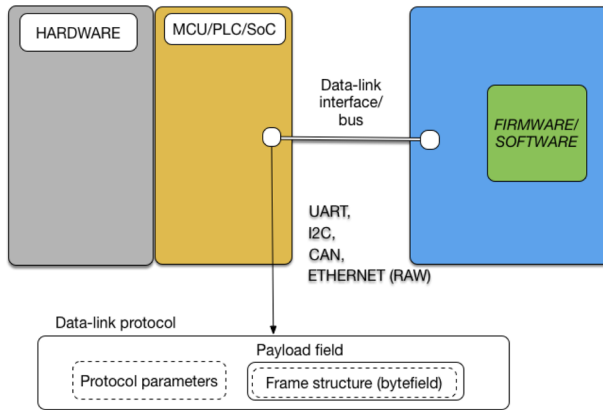 HARDWARE
MCU/PLC/SoC
Data-link
interface/
bus
FIRMWARE/
SOFTWARE
UART,
I2C,
CAN,
ETHERNET (RAW)
Data-link protocol
Payload field
Protocol parameters
Frame structure (bytefield)